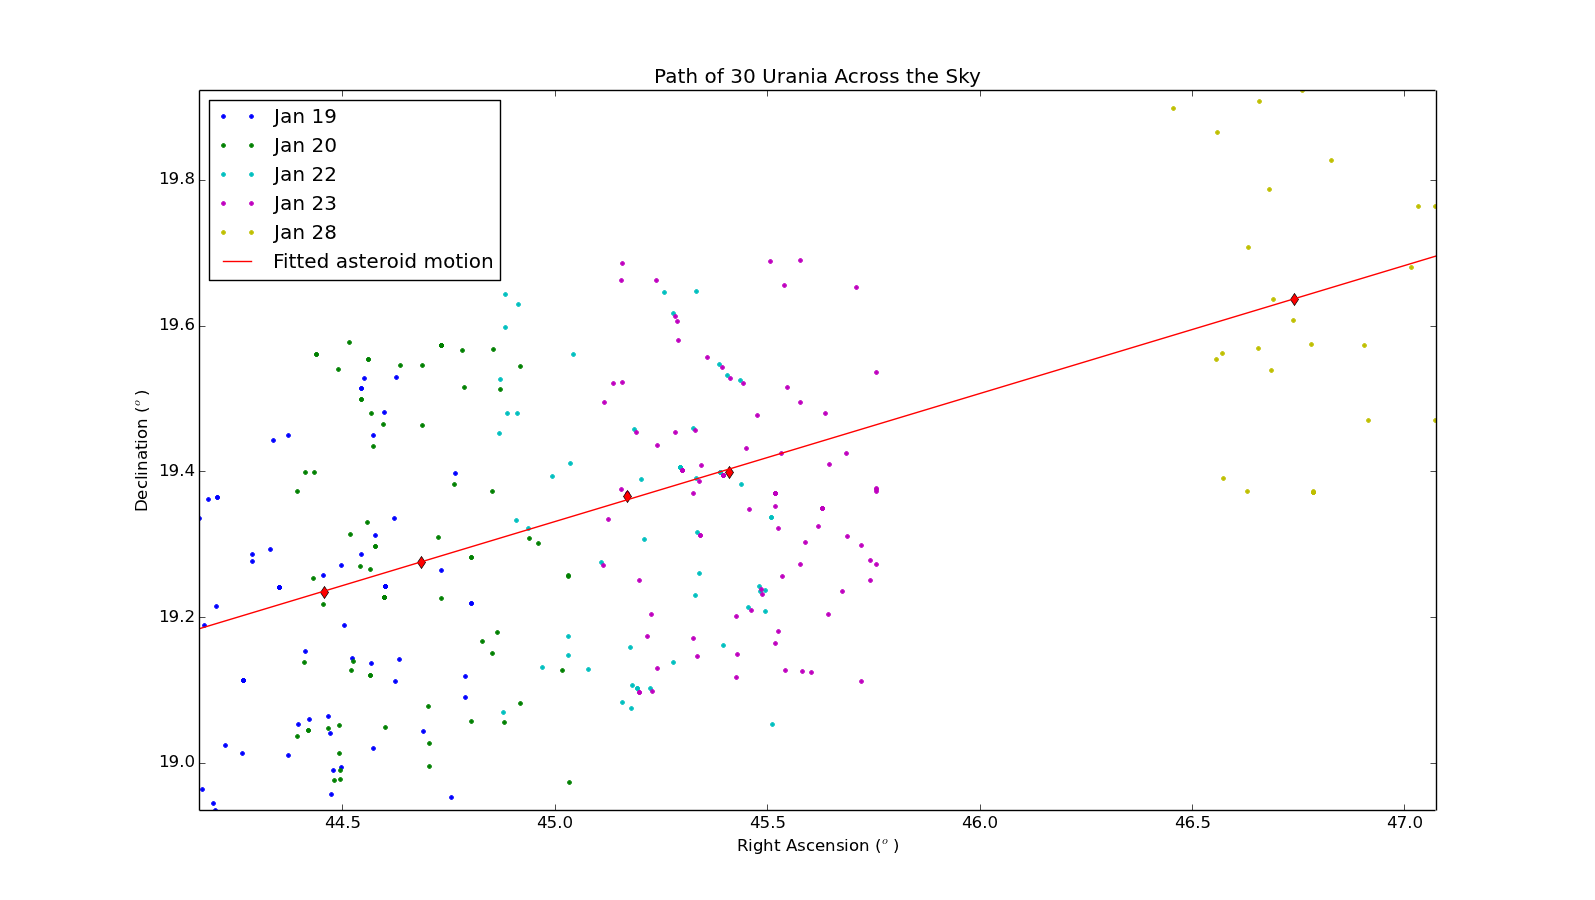 Path of 30 Urania Across the Sky
Jan 19
Jan 20
Jan 22
Jan 23
Jan 28
Fitted asteroid motion
19.8
19.6
19.4
19.2
19.0
Declination (º)
44.5 45.0 45.5 46.0 46.5 47.0
Right Ascension (º)